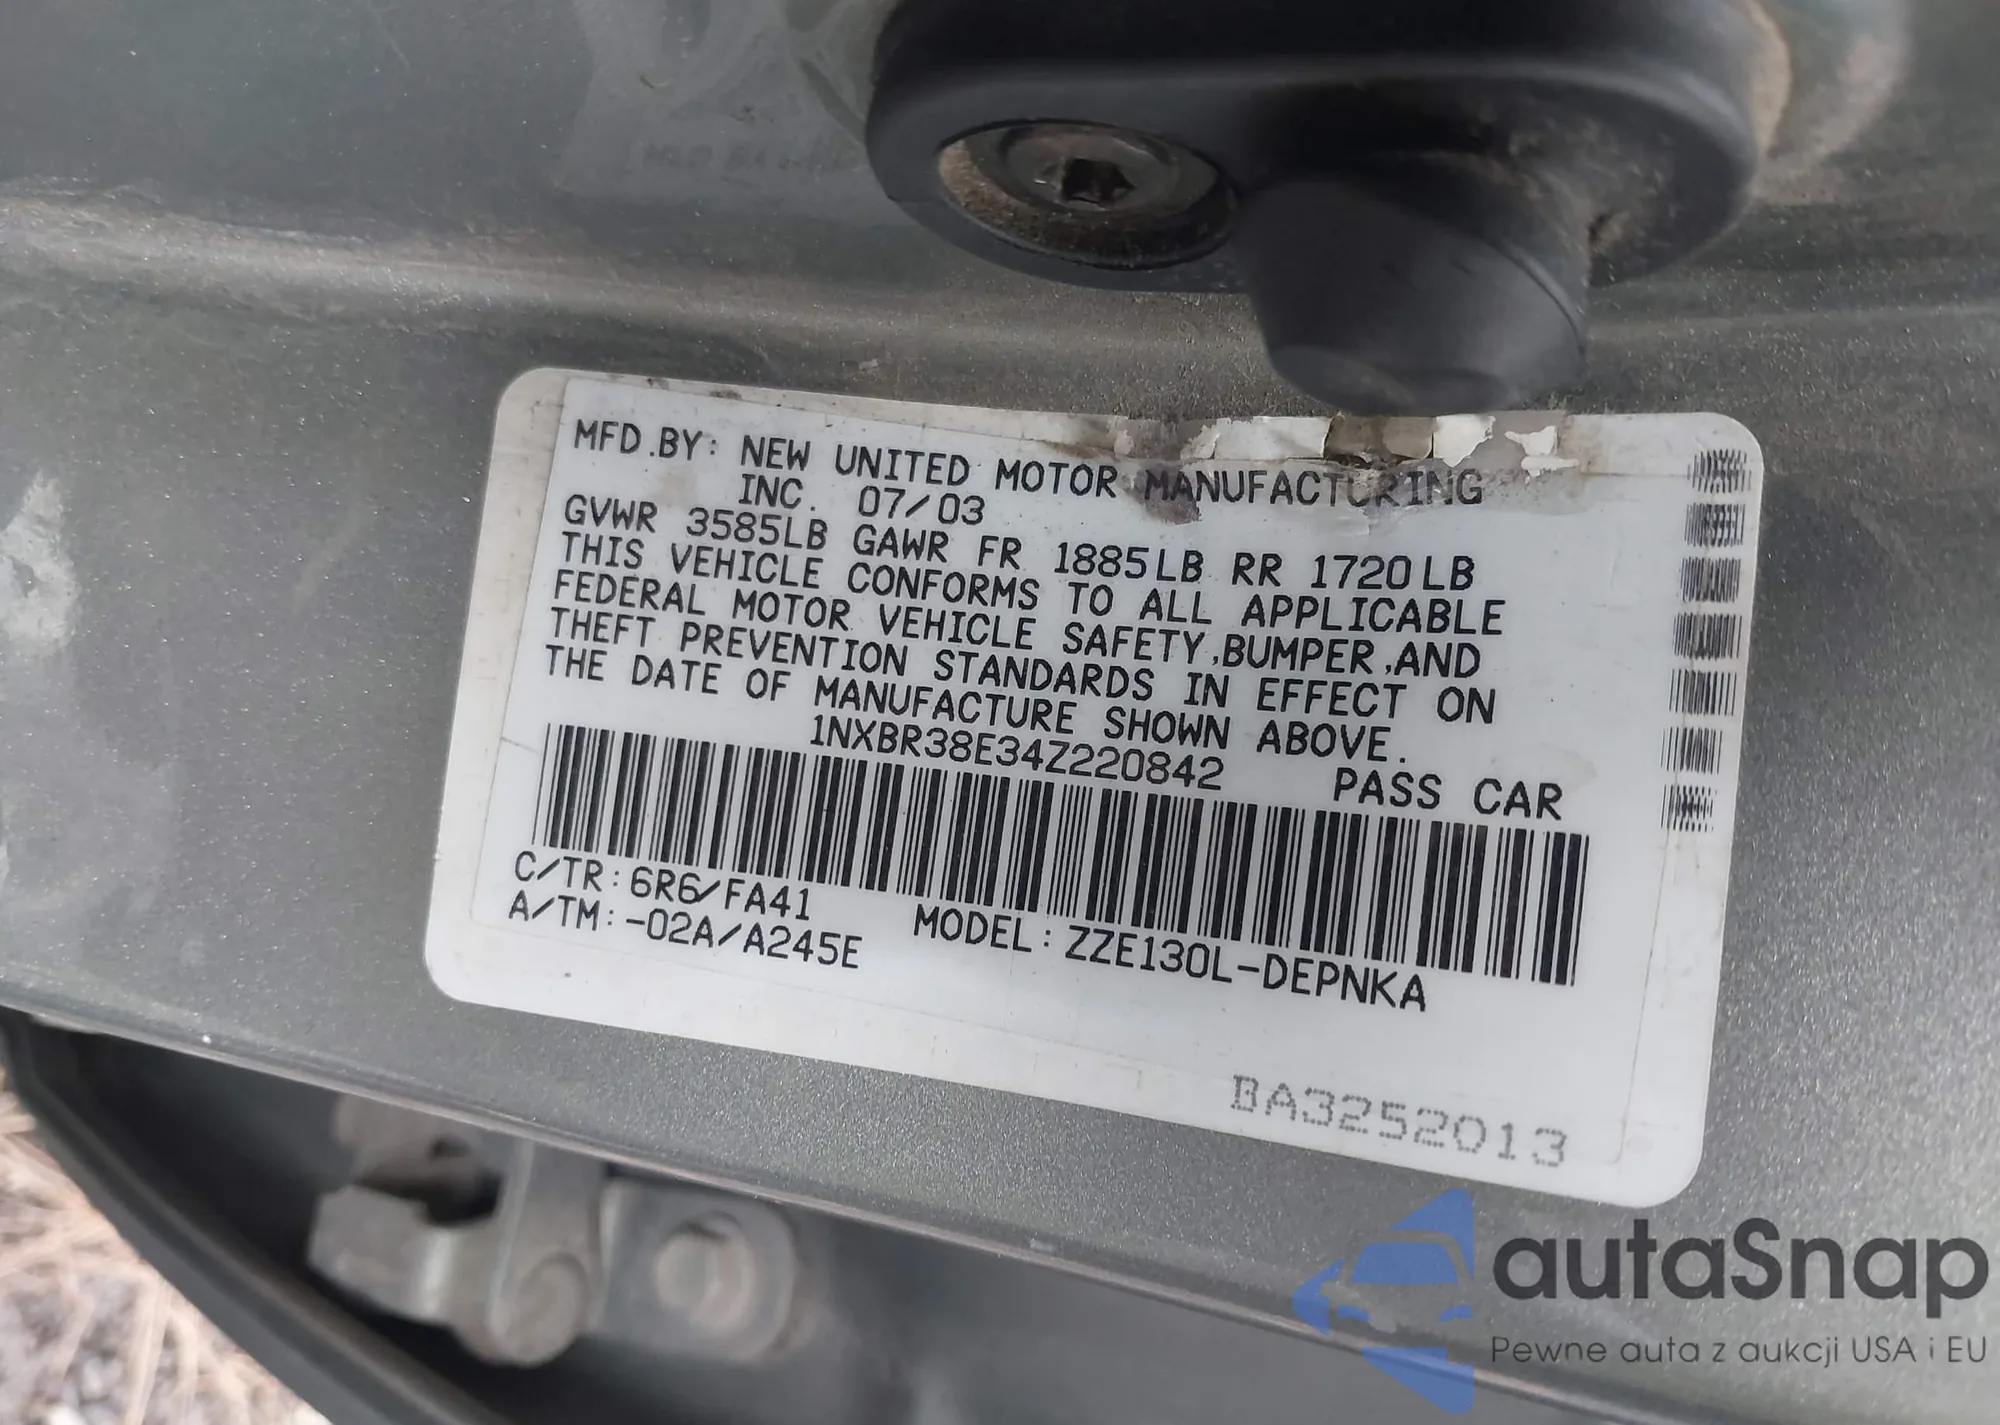 MFD.BY: NEW UNITED MOTOR MANUFACTURING
INC. 07/03
GVWR 3585LB GAWR FR 1885LB RR 1720LB
THIS VEHICLE CONFORMS TO ALL APPLICABLE
FEDERAL MOTOR VEHICLE SAFETY,BUMPER,AND
THEFT PREVENTION STANDARDS IN EFFECT ON
THE DATE OF MANUFACTURE SHOWN ABOVE.
1NXBR38E34Z220842 PASS CAR
C/TR:6R6/FA41
A/TM:-02A/A245E MODEL:ZZE130L-DEPNKA
BA3252013
autaSnap
Pewne auta z aukcji USA i EU